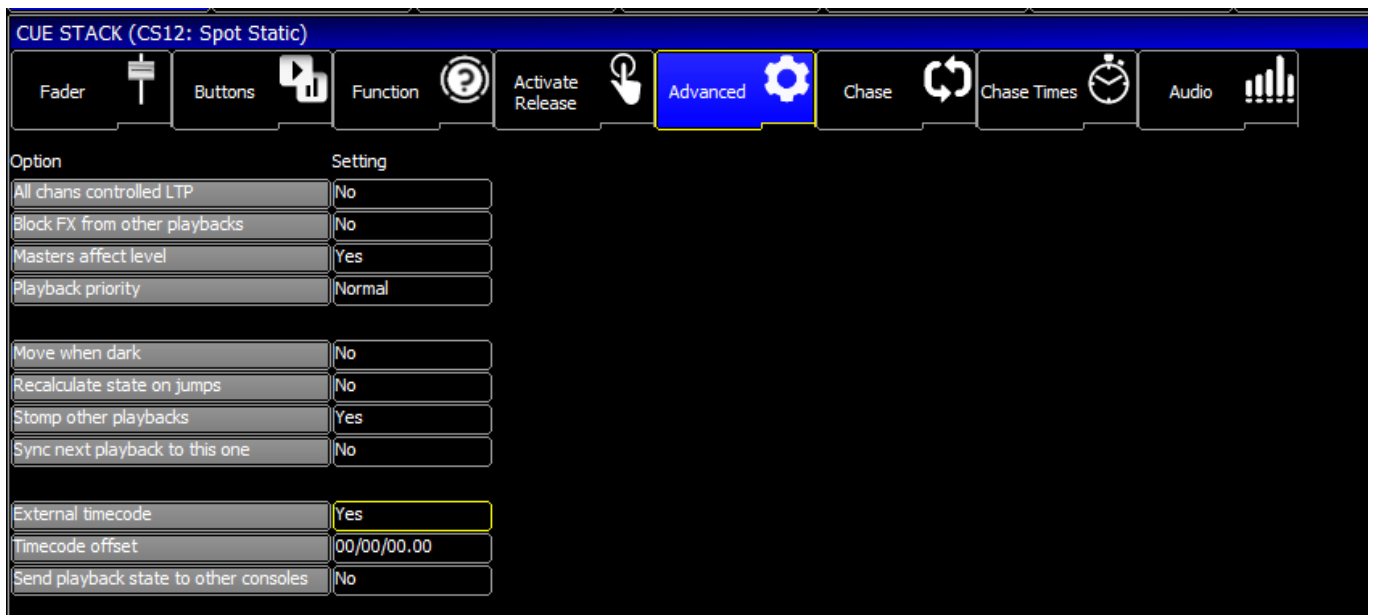 CUE STACK (CS12: Spot Static)
Fader
Buttons
Function
Activate
Release
Advanced
Chase
Chase Times
Audio
Option Setting
All chans controlled LTP No
Block FX from other playbacks No
Masters affect level Yes
Playback priority Normal
Move when dark No
Recalculate state on jumps No
Stomp other playbacks Yes
Sync next playback to this one No
External timecode Yes
Timecode offset 00/00/00.00
Send playback state to other consoles No